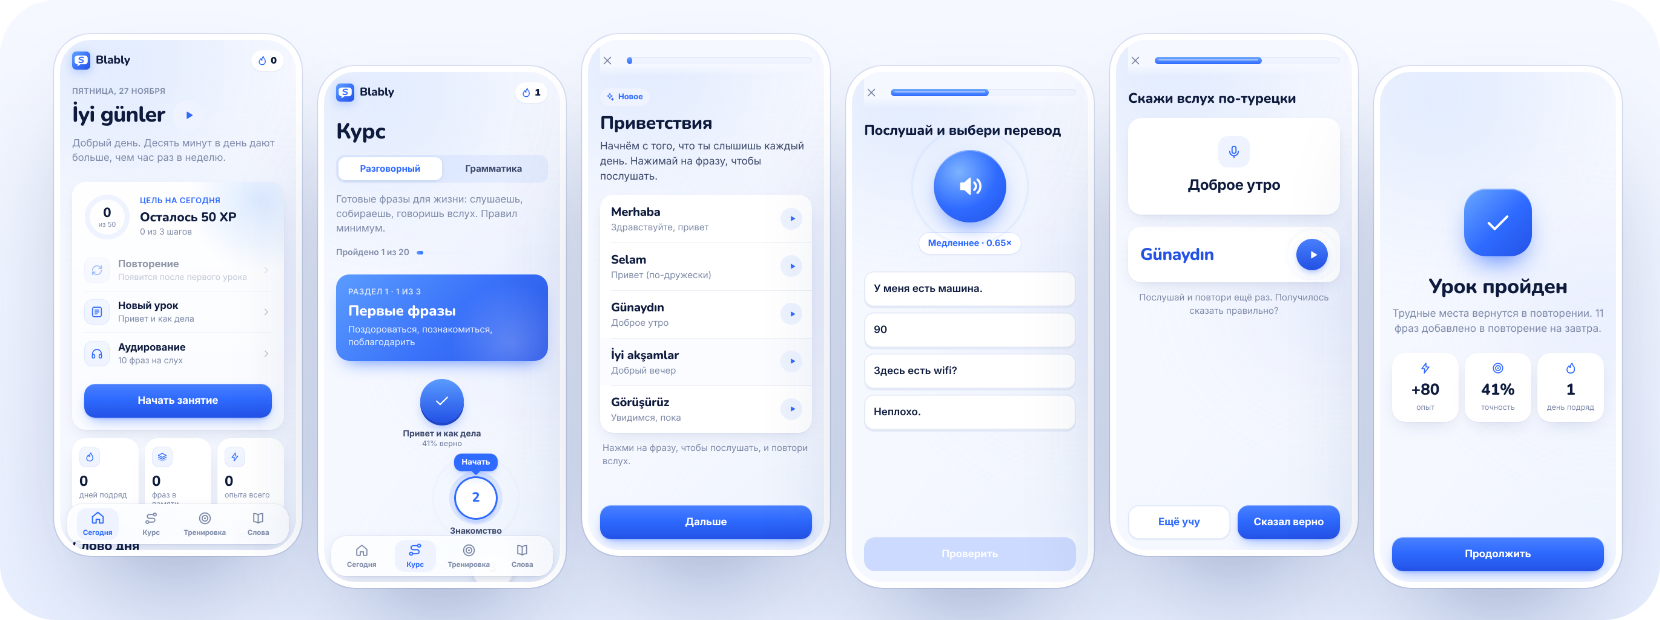 Blably
0
ПЯТНИЦА, 27 НОЯБРЯ
İyi günler
Добрый день. Десять минут в день дают
больше, чем час раз в неделю.
0
из 50
ЦЕЛЬ НА СЕГОДНЯ
Осталось 50 XP
0 из 3 шагов
Повторение
Появится после первого урока
Новый урок
Привет и как дела
Аудирование
10 фраз на слух
Начать занятие
0
дней подряд
0
фраз в
0
опыта всего
Сегодня
Курс
Тренировка
Слова
лово дня
Blably
1
Курс
Разговорный
Грамматика
Готовые фразы для жизни: слушаешь,
собираешь, говоришь вслух. Правил
минимум.
Пройдено 1 из 20
РАЗДЕЛ 1 · 1 ИЗ 3
Первые фразы
Поздороваться, познакомиться,
поблагодарить
Привет и как дела
41% верно
Начать
2
Знакомство
Сегодня
Курс
Тренировка
Слова
Новое
Приветствия
Начнём с того, что ты слышишь каждый
день. Нажимай на фразу, чтобы
послушать.
Merhaba
Здравствуйте, привет
Selam
Привет (по-дружески)
Günaydın
Доброе утро
İyi akşamlar
Добрый вечер
Görüşürüz
Увидимся, пока
Нажми на фразу, чтобы послушать, и повтори
вслух.
Дальше
Послушай и выбери перевод
Медленнее · 0.65×
У меня есть машина.
90
Здесь есть wifi?
Неплохо.
Проверить
Скажи вслух по-турецки
Доброе утро
Günaydın
Послушай и повтори ещё раз. Получилось
сказать правильно?
Ещё учу
Сказал верно
Урок пройден
Трудные места вернутся в повторении. 11
фраз добавлено в повторение на завтра.
+80
опыт
41%
точность
1
день подряд
Продолжить